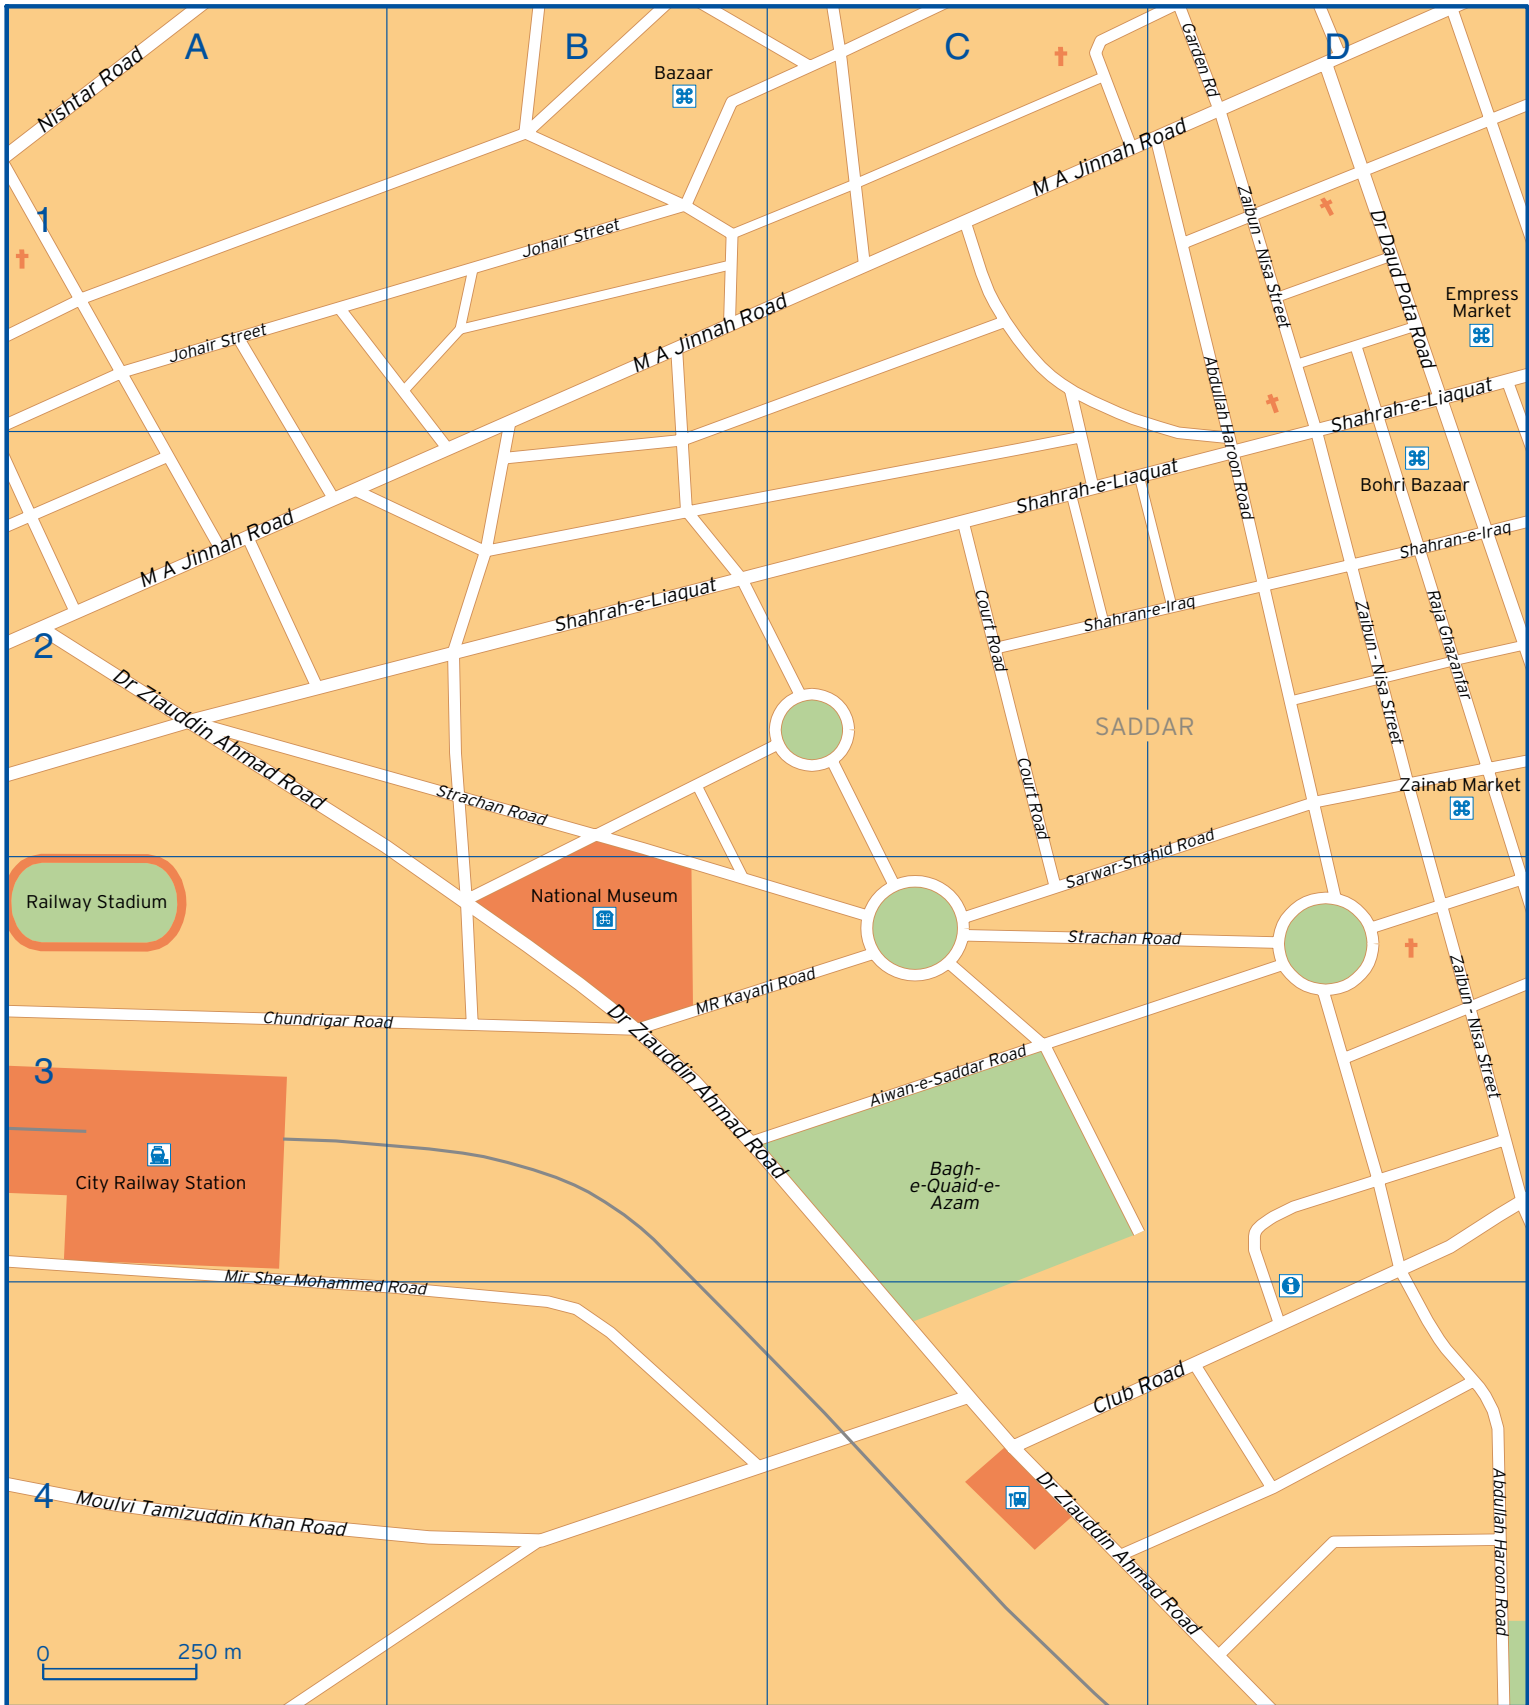 A
B
C
D
Nishtar Road
Bazaar
Garden Rd
M A Jinnah Road
1
Zaibun - Nisa Street
Dr Daud Pota Road
Johair Street
Empress
Market
Johair Street
M A Jinnah Road
Abdullah Haroon Road
Shahrah-e-Liaquat
Shahrah-e-Liaquat
Bohri Bazaar
M A Jinnah Road
Shahran-e-Iraq
Shahrah-e-Liaquat
Court Road
Shahran-e-Iraq
Zaibun - Nisa Street
Raja Ghazanfar
2
Dr Ziauddin Ahmad Road
SADDAR
Strachan Road
Court Road
Zainab Market
Sarwar-Shahid Road
Railway Stadium
National Museum
Strachan Road
MR Kayani Road
Zaibun - Nisa Street
Chundrigar Road
Dr Ziauddin Ahmad Road
3
Aiwan-e-Saddar Road
City Railway Station
Bagh-
e-Quaid-e-
Azam
Mir Sher Mohammed Road
Club Road
4
Moulvi Tamizuddin Khan Road
Dr Ziauddin Ahmad Road
Abdullah Haroon Road
0
250 m